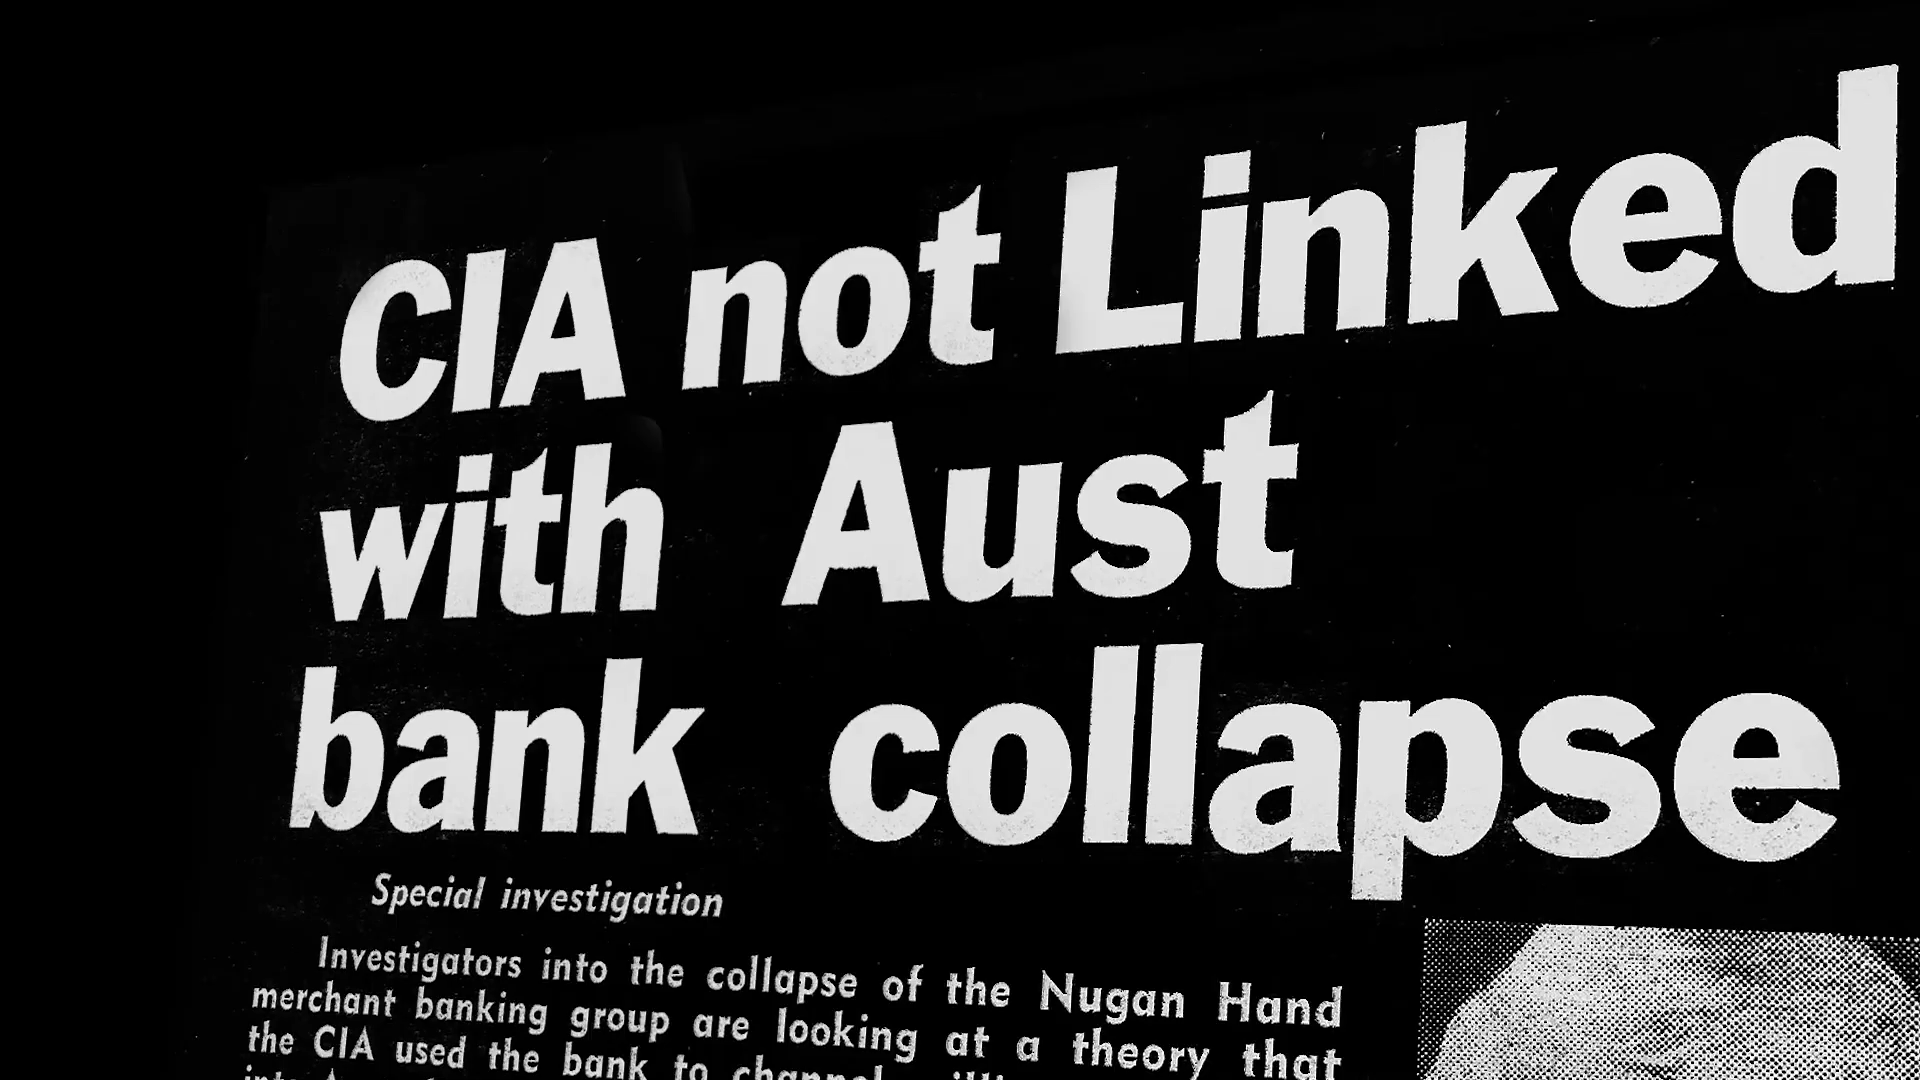 CIA not Linked
with Aust
bank collapse
Special investigation
Investigators into the collapse of the Nugan Hand
merchant banking group are looking at a theory that
the CIA used the bank to channel